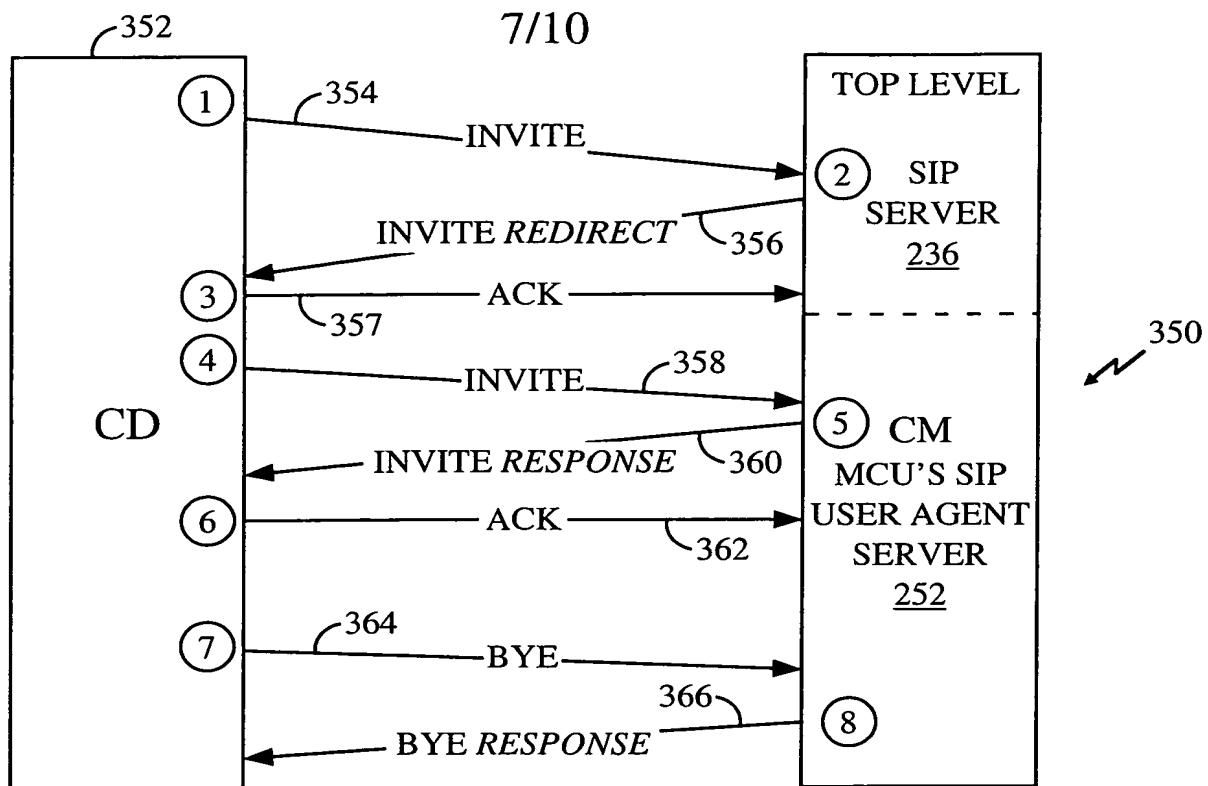 7/10
352
1
354
INVITE
TOP LEVEL
2
SIP
SERVER
236
INVITE REDIRECT
356
3
ACK
357
350
4
INVITE
358
CD
5
CM
MCU'S SIP
USER AGENT
SERVER
252
INVITE RESPONSE
360
6
ACK
362
7
364
BYE
366
8
BYE RESPONSE